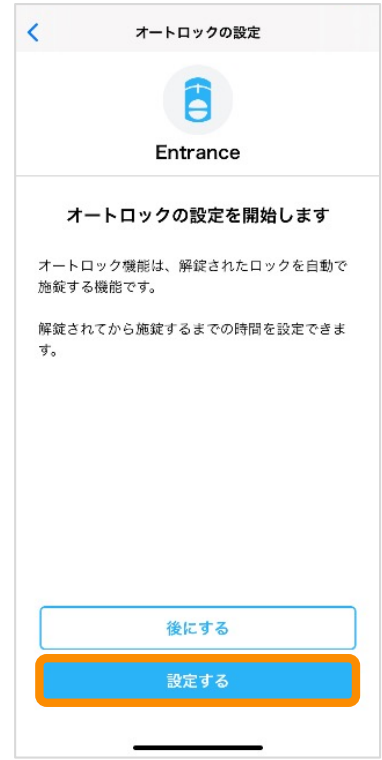 オートロックの設定
Entrance
オートロックの設定を開始します
オートロック機能は、解錠されたロックを自動で
施錠する機能です。
解錠されてから施錠するまでの時間を設定できま
す。
後にする
設定する